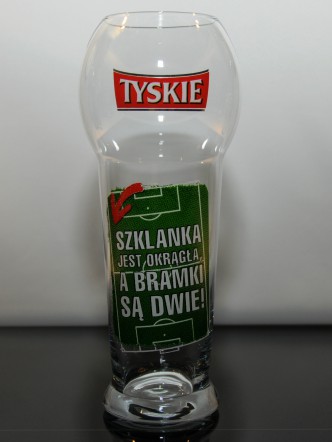 TYSKIE
SZKLANKA
JEST OKRĄGŁA,
A BRAMKI
SĄ DWIE!